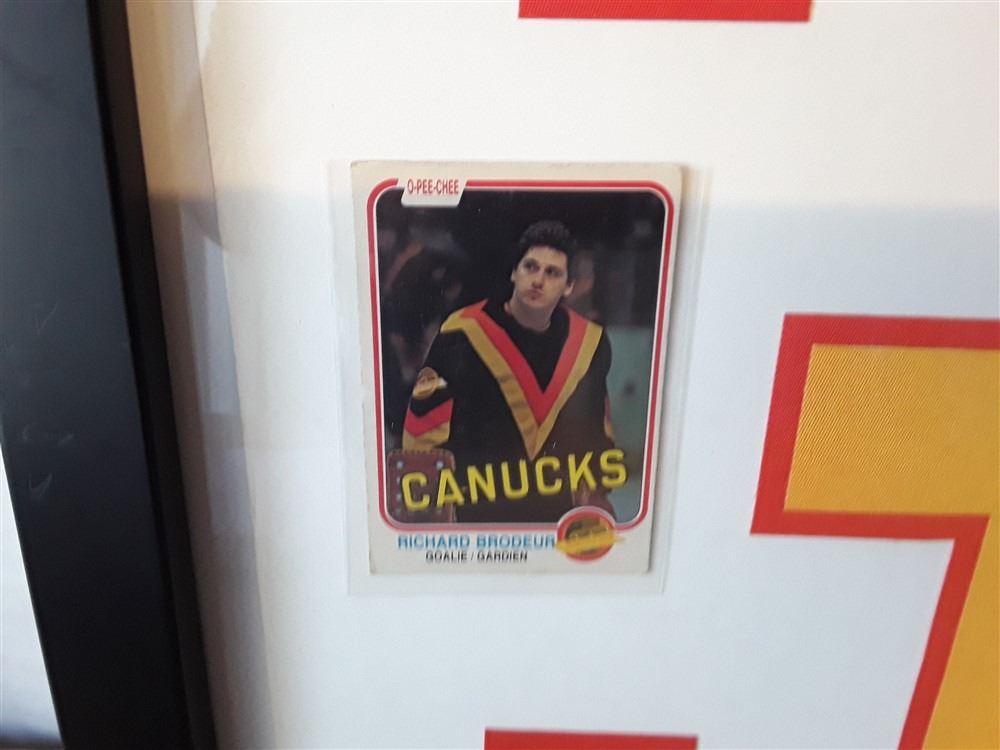 O-PEE-CHEE
CANUCKS
RICHARD BRODEUR
GOALIE / GARDIEN